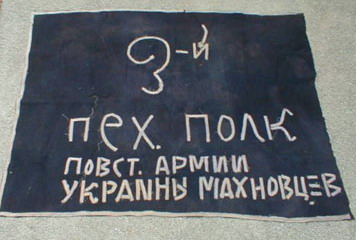 3-й
пех. полк
повст. армии
украины махновцев